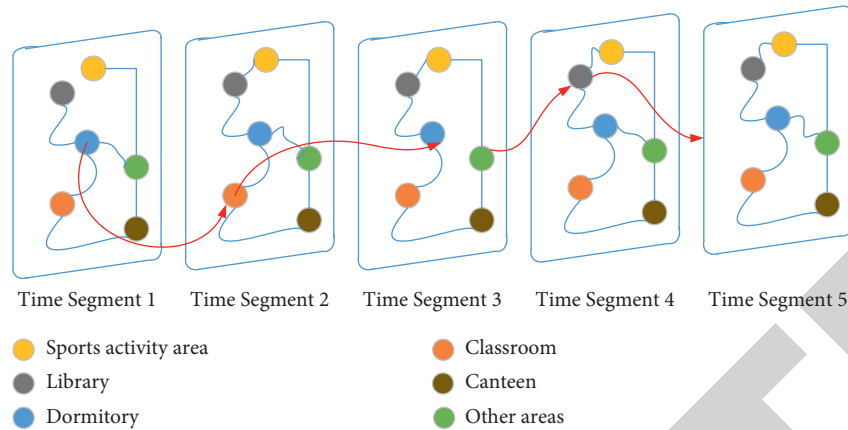 Time Segment 1 Time Segment 2 Time Segment 3 Time Segment 4 Time Segment 5
Sports activity area Classroom
Library Canteen
Dormitory Other areas